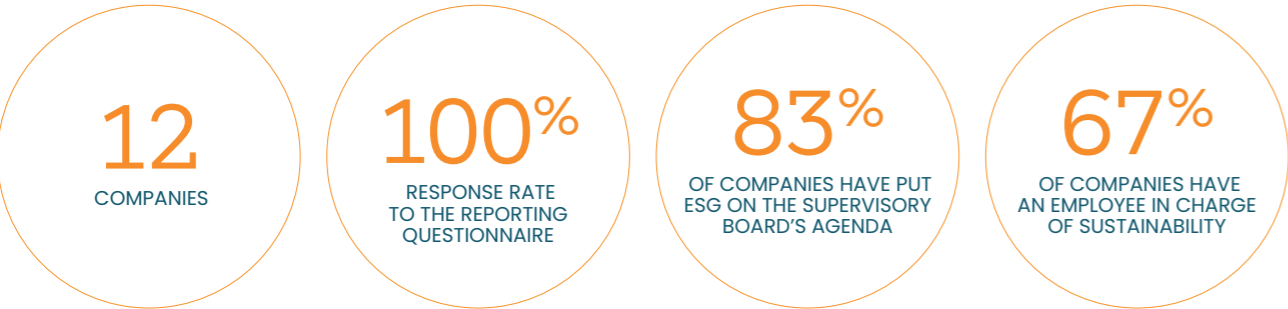 12
COMPANIES
100%
RESPONSE RATE
TO THE REPORTING
QUESTIONNAIRE
83%
OF COMPANIES HAVE PUT
ESG ON THE SUPERVISORY
BOARD'S AGENDA
67%
OF COMPANIES HAVE
AN EMPLOYEE IN CHARGE
OF SUSTAINABILITY